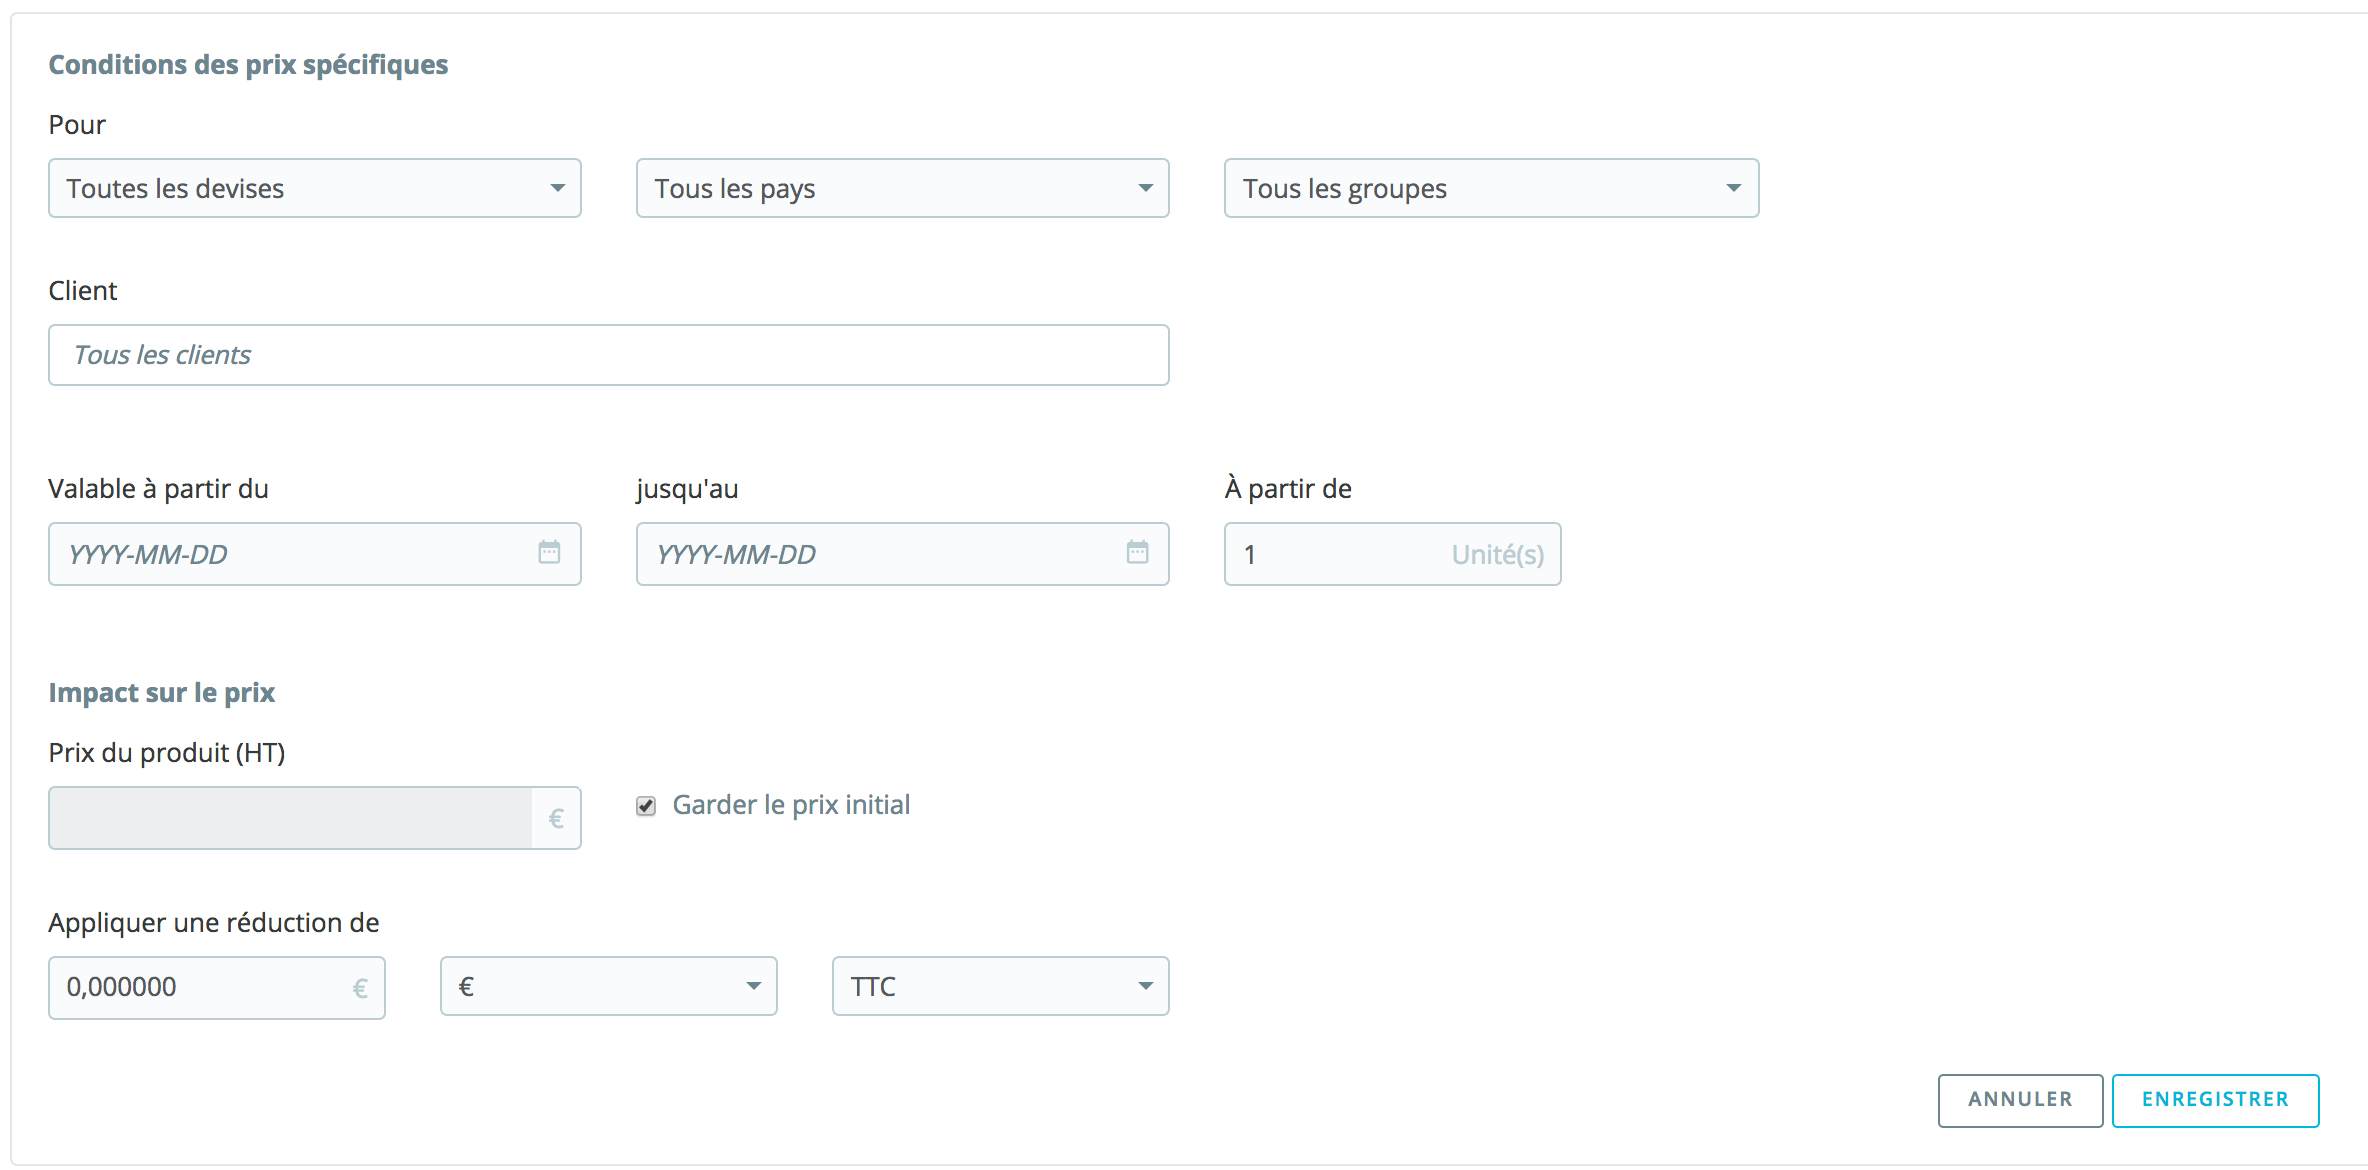 Conditions des prix spécifiques
Pour
Toutes les devises
Tous les pays
Tous les groupes
Client
Tous les clients
Valable à partir du
jusqu'au
À partir de
YYYY-MM-DD
YYYY-MM-DD
1 Unité(s)
Impact sur le prix
Prix du produit (HT)
€
Garder le prix initial
Appliquer une réduction de
0,000000 €
€
TTC
ANNULER
ENREGISTRER